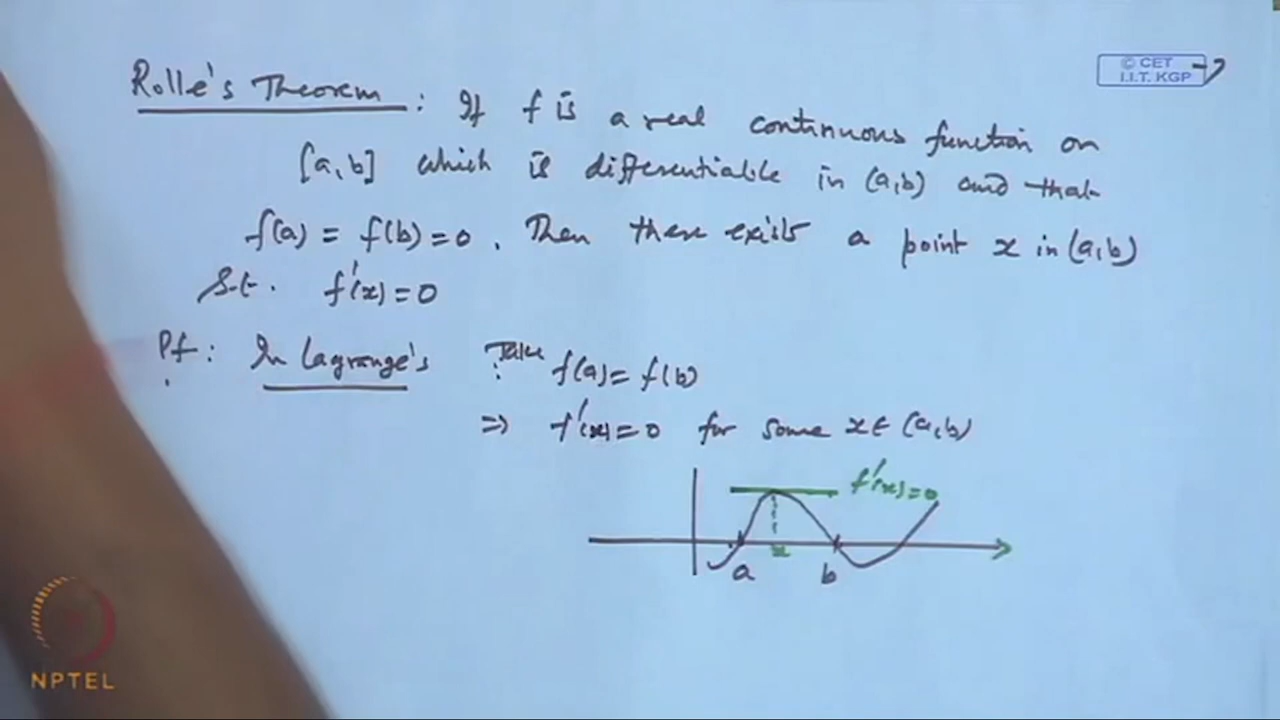 © CET
I.I.T. KGP
Rolle's Theorem : If f is a real continuous function on
[a,b] which is differentiable in (a,b) and that
f(a) = f(b) = 0 . Then there exists a point x in (a,b)
S.t. f'(x) = 0
Pf : In Lagrange's Take f(a) = f(b)
⇒ f'(x) = 0 for some x ∈ (a,b)
f'(x) = 0
x
a b
NPTEL